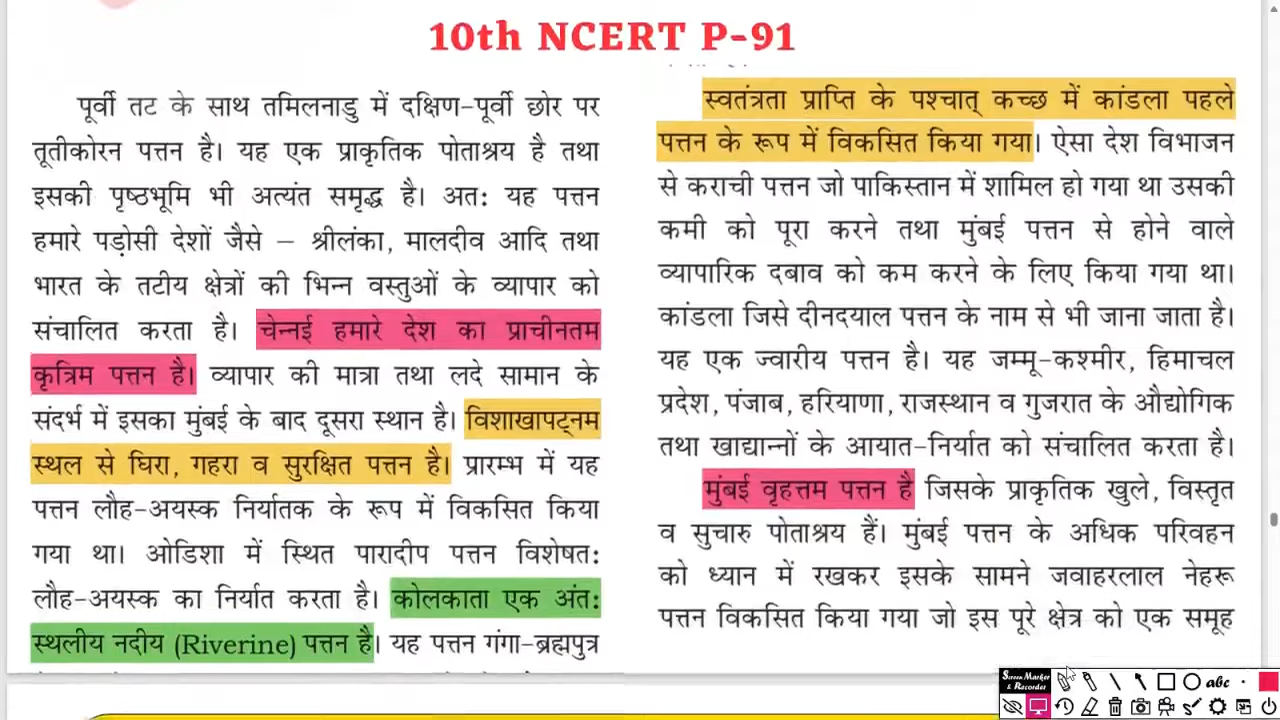 10th NCERT P-91
पूर्वी तट के साथ तमिलनाडु में दक्षिण-पूर्वी छोर पर
तूतीकोरन पत्तन है। यह एक प्राकृतिक पोताश्रय है तथा
इसकी पृष्ठभूमि भी अत्यंत समृद्ध है। अत: यह पत्तन
हमारे पड़ोसी देशों जैसे – श्रीलंका, मालदीव आदि तथा
भारत के तटीय क्षेत्रों की भिन्न वस्तुओं के व्यापार को
संचालित करता है। चेन्नई हमारे देश का प्राचीनतम
कृत्रिम पत्तन है। व्यापार की मात्रा तथा लदे सामान के
संदर्भ में इसका मुंबई के बाद दूसरा स्थान है। विशाखापट्नम
स्थल से घिरा, गहरा व सुरक्षित पत्तन है। प्रारम्भ में यह
पत्तन लौह-अयस्क निर्यातक के रूप में विकसित किया
गया था। ओडिशा में स्थित पारादीप पत्तन विशेषत:
लौह-अयस्क का निर्यात करता है। कोलकाता एक अंत:
स्थलीय नदीय (Riverine) पत्तन है। यह पत्तन गंगा-ब्रह्मपुत्र
स्वतंत्रता प्राप्ति के पश्चात् कच्छ में कांडला पहले
पत्तन के रूप में विकसित किया गया। ऐसा देश विभाजन
से कराची पत्तन जो पाकिस्तान में शामिल हो गया था उसकी
कमी को पूरा करने तथा मुंबई पत्तन से होने वाले
व्यापारिक दबाव को कम करने के लिए किया गया था।
कांडला जिसे दीनदयाल पत्तन के नाम से भी जाना जाता है।
यह एक ज्वारीय पत्तन है। यह जम्मू-कश्मीर, हिमाचल
प्रदेश, पंजाब, हरियाणा, राजस्थान व गुजरात के औद्योगिक
तथा खाद्यान्नों के आयात-निर्यात को संचालित करता है।
मुंबई वृहत्तम पत्तन है जिसके प्राकृतिक खुले, विस्तृत
व सुचारु पोताश्रय हैं। मुंबई पत्तन के अधिक परिवहन
को ध्यान में रखकर इसके सामने जवाहरलाल नेहरू
पत्तन विकसित किया गया जो इस पूरे क्षेत्र को एक समूह
Screen Marker
& Recorder
abc